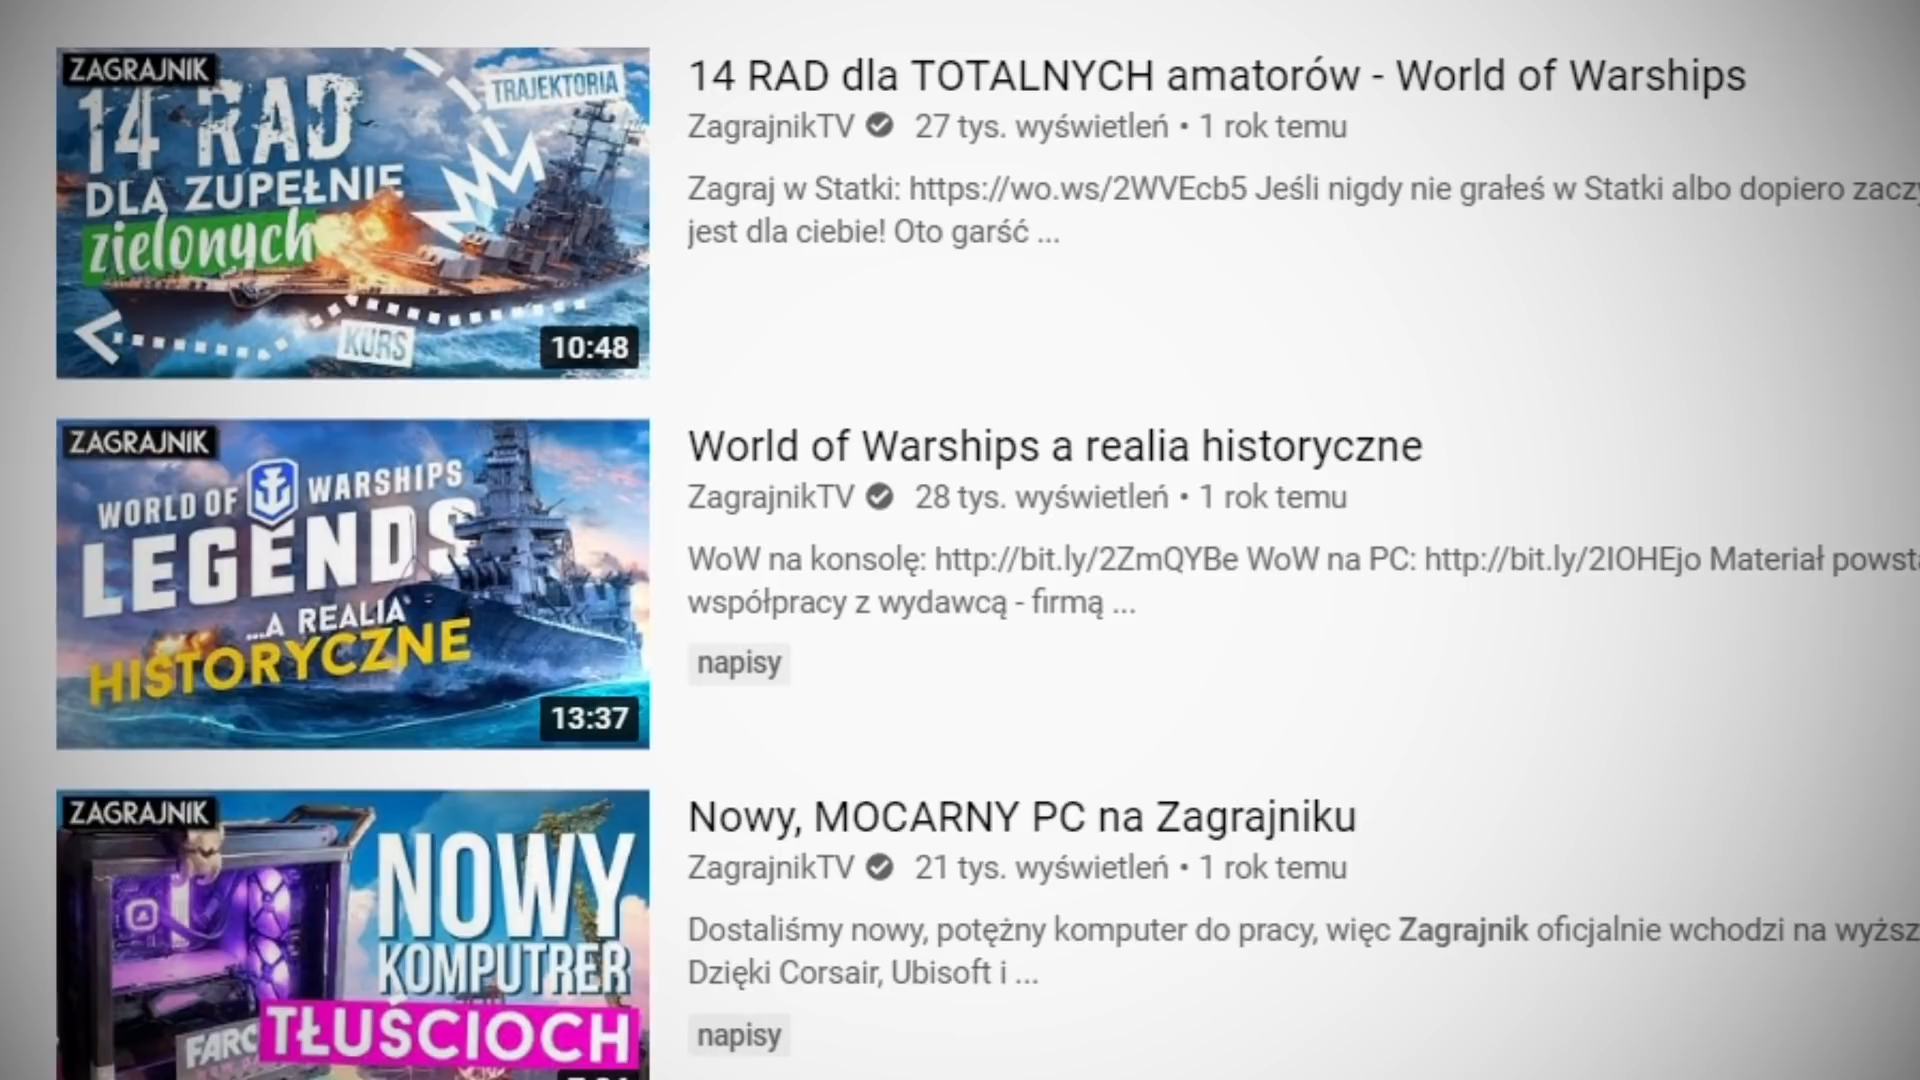 ZAGRAJNIK
14 RAD
DLA ZUPEŁNIE
zielonych
TRAJEKTORIA
KURS
10:48
14 RAD dla TOTALNYCH amatorów - World of Warships
ZagrajnikTV 27 tys. wyświetleń • 1 rok temu
Zagraj w Statki: https://wo.ws/2WVEcb5 Jeśli nigdy nie grałeś w Statki albo dopiero zaczy
jest dla ciebie! Oto garść ...
ZAGRAJNIK
WORLD OF WARSHIPS
LEGENDS
...A REALIA
HISTORYCZNE
13:37
World of Warships a realia historyczne
ZagrajnikTV 28 tys. wyświetleń • 1 rok temu
WoW na konsolę: http://bit.ly/2ZmQYBe WoW na PC: http://bit.ly/2IOHEjo Materiał powsta
współpracy z wydawcą - firmą ...
napisy
ZAGRAJNIK
NOWY
KOMPUTRER
TŁUŚCIOCH
FARC
Nowy, MOCARNY PC na Zagrajniku
ZagrajnikTV 21 tys. wyświetleń • 1 rok temu
Dostaliśmy nowy, potężny komputer do pracy, więc Zagrajnik oficjalnie wchodzi na wyższ
Dzięki Corsair, Ubisoft i ...
napisy